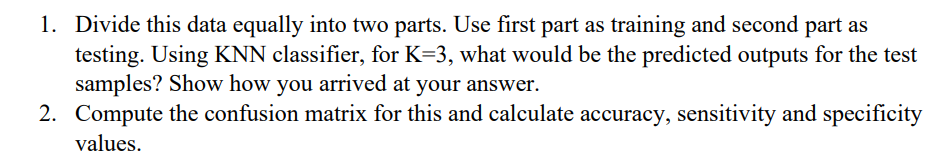 1. Divide this data equally into two parts. Use first part as training and second part as
testing. Using KNN classifier, for K=3, what would be the predicted outputs for the test
samples? Show how you arrived at your answer.
2. Compute the confusion matrix for this and calculate accuracy, sensitivity and specificity
values.